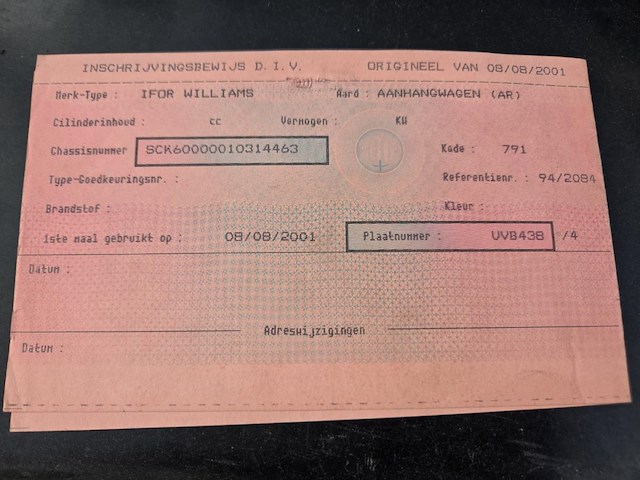 INSCHRIJVINGSBEWIJS D.I.V. ORIGINEEL VAN 08/08/2001
Merk-Type : IFOR WILLIAMS Aard : AANHANGWAGEN (AR)
Cilinderinhoud : cc Vermogen : KW
Chassisnummer SCK60000010314463 Kode : 791
Type-Goedkeuringsnr. : Referentienr. : 94/2084
Brandstof : Kleur :
1ste maal gebruikt op : 08/08/2001 Plaatnummer : UVB438 /4
Datum :
Adreswijzigingen
Datum :